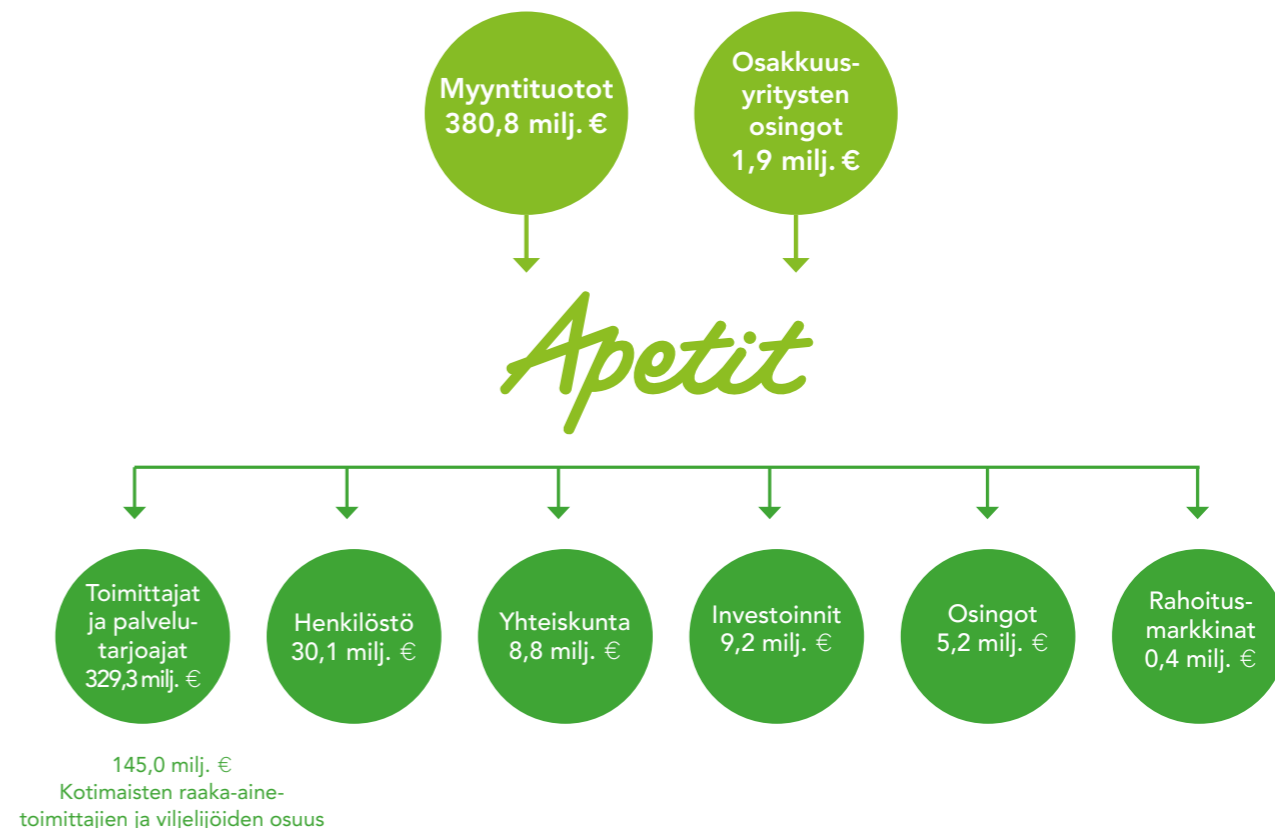 Myyntituotot
380,8 milj. €
Osakkuus-
yritysten
osingot
1,9 milj. €
Apetit
Toimittajat
ja palvelu-
tarjoajat
329,3 milj. €
Henkilöstö
30,1 milj. €
Yhteiskunta
8,8 milj. €
Investoinnit
9,2 milj. €
Osingot
5,2 milj. €
Rahoitus-
markkinat
0,4 milj. €
145,0 milj. €
Kotimaisten raaka-aine-
toimittajien ja viljelijöiden osuus